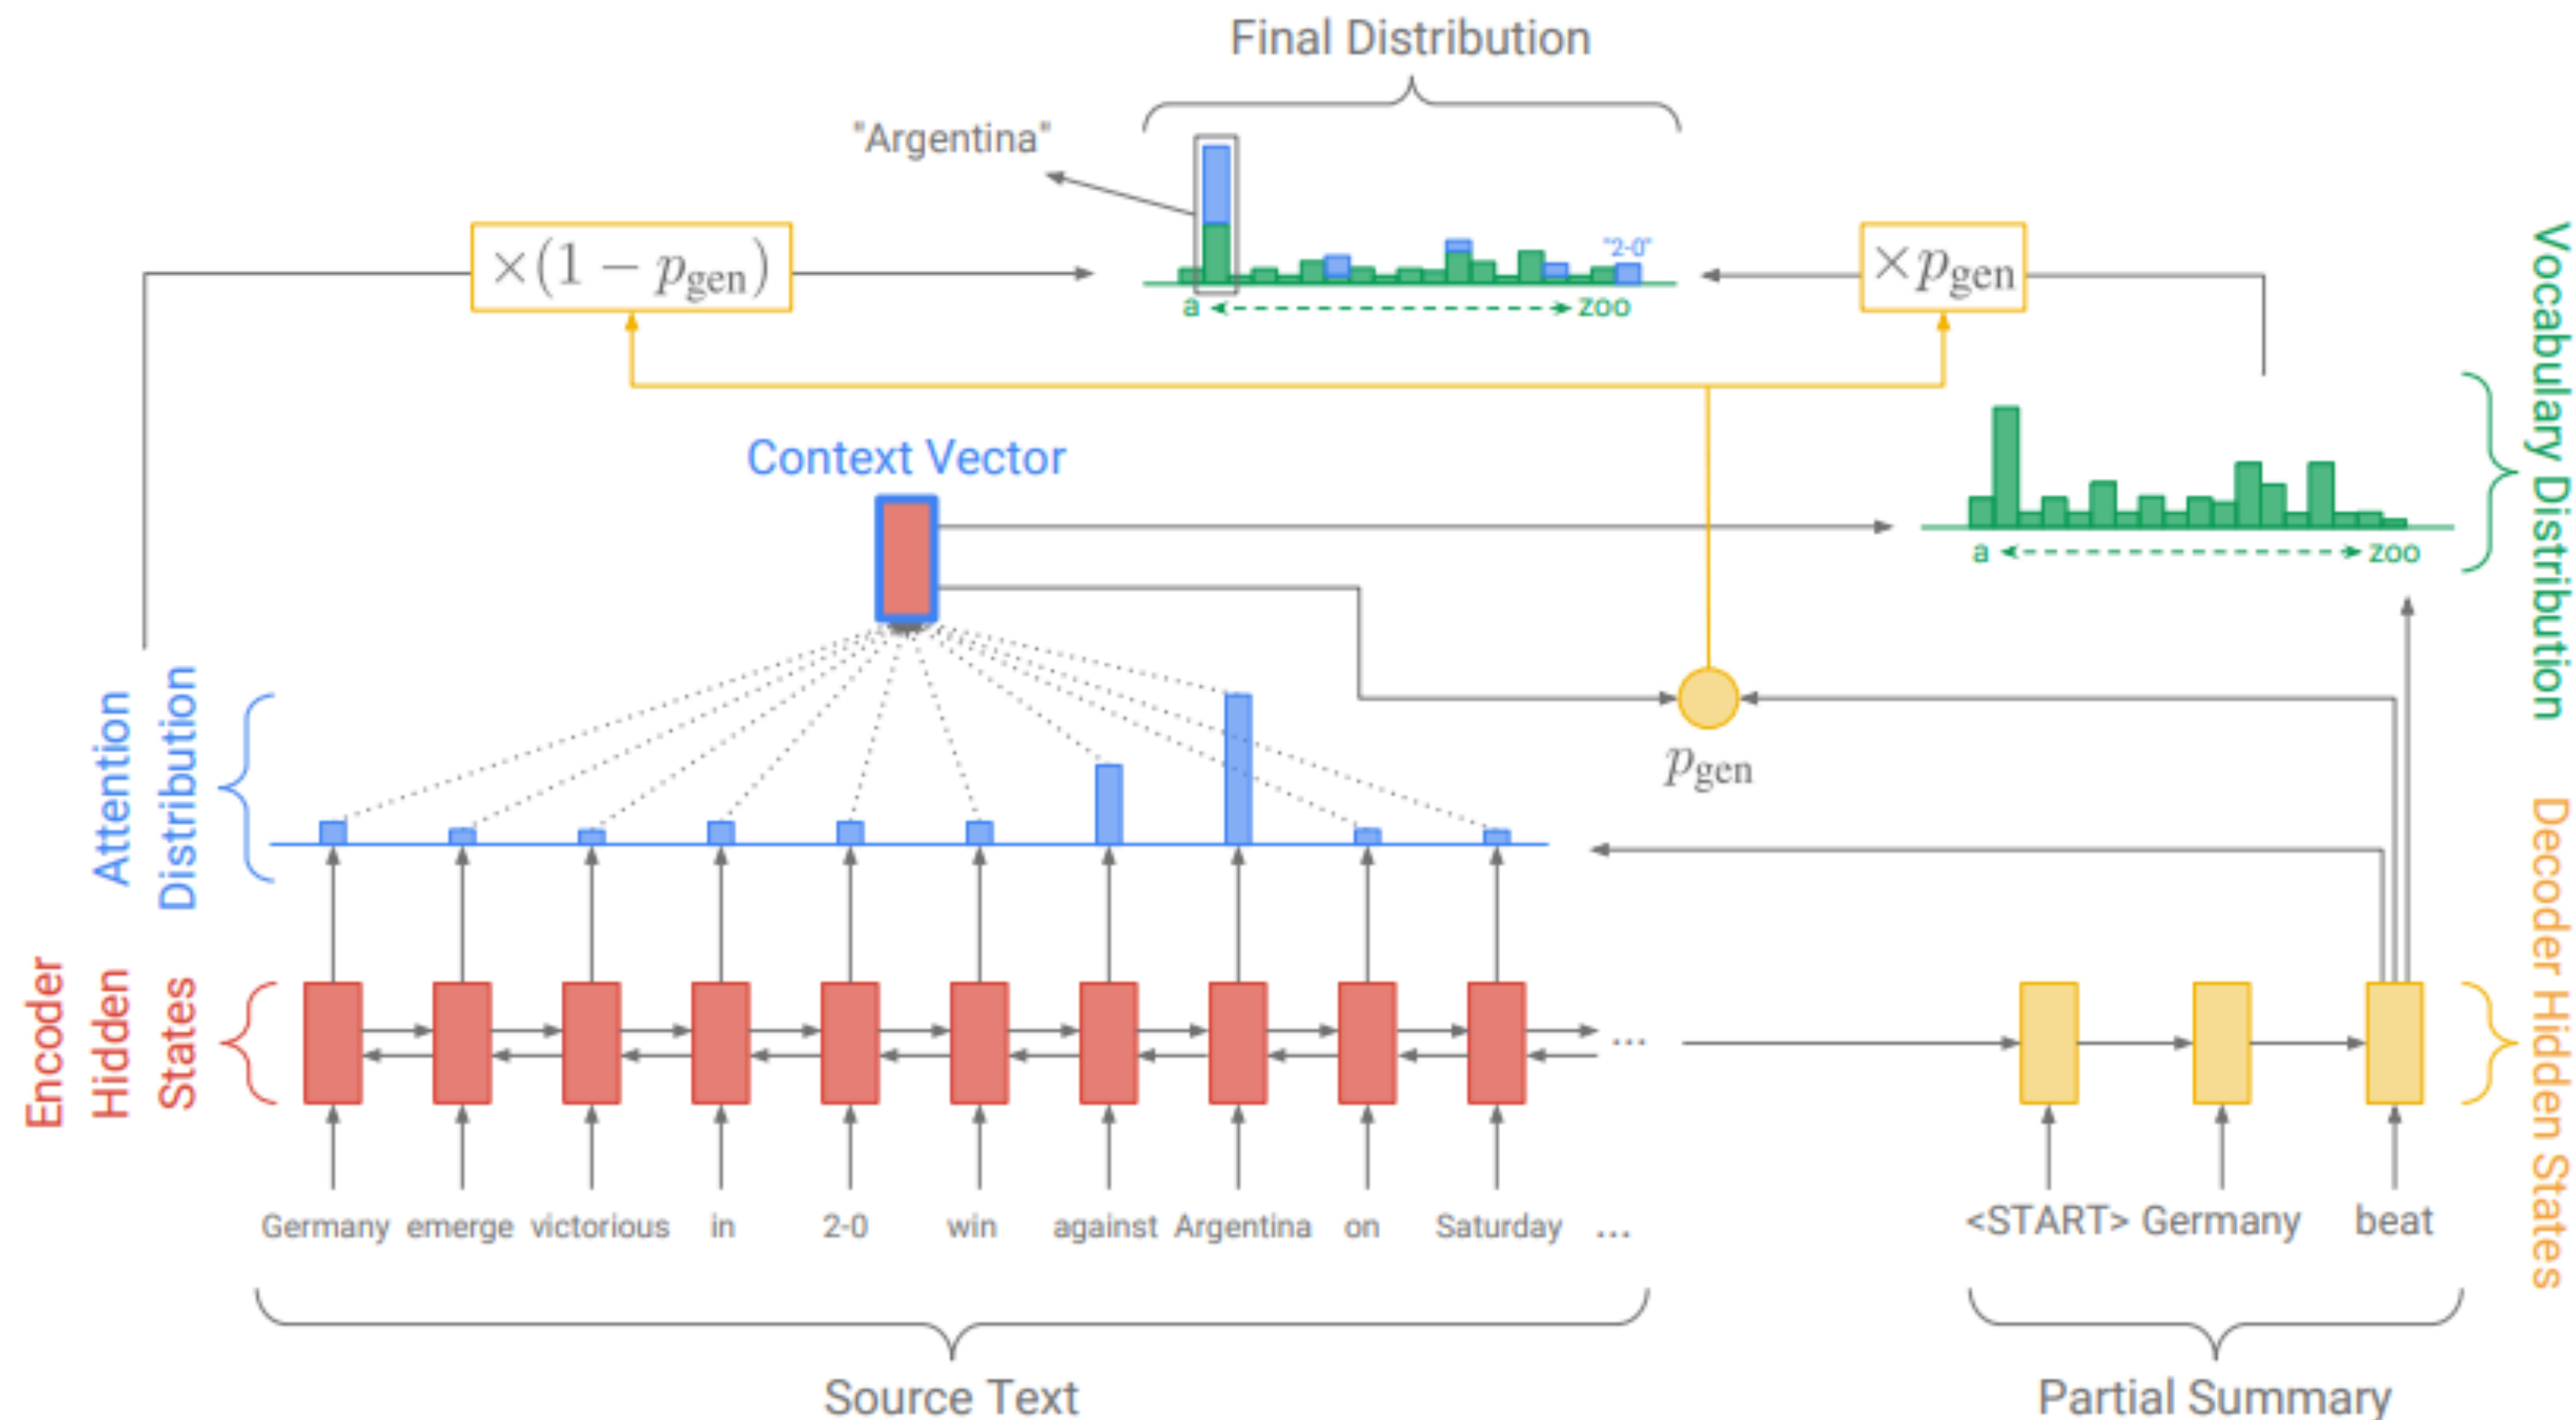 Final Distribution
"Argentina"
×(1 − p_gen)
"2-0"
×p_gen
a zoo
Context Vector
Vocabulary Distribution
a zoo
Attention
Distribution
p_gen
Encoder
Hidden
States
...
Decoder Hidden States
Germany emerge victorious in 2-0 win against Argentina on Saturday ...
<START> Germany beat
Source Text
Partial Summary